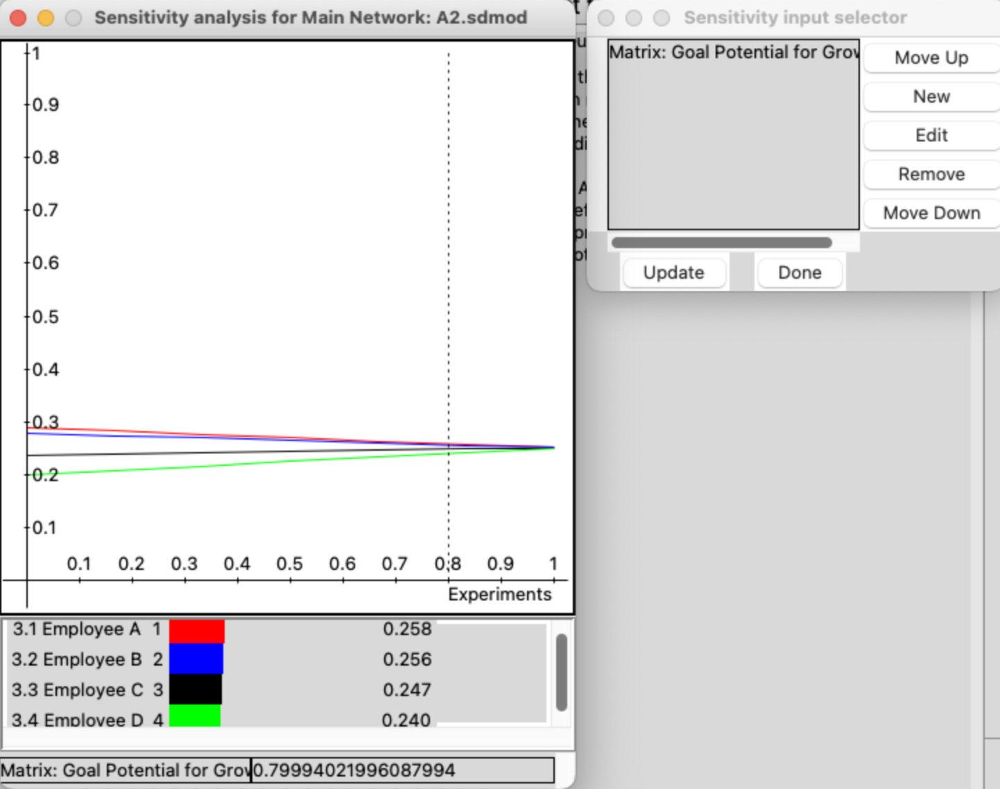 Sensitivity analysis for Main Network: A2.sdmod
1
0.9
0.8
0.7
0.6
0.5
0.4
0.3
0.2
0.1
0.1 0.2 0.3 0.4 0.5 0.6 0.7 0.8 0.9 1
Experiments
3.1 Employee A 1 0.258
3.2 Employee B 2 0.256
3.3 Employee C 3 0.247
3.4 Employee D 4 0.240
Matrix: Goal Potential for Grow 0.79994021996087994
Sensitivity input selector
Matrix: Goal Potential for Grow
Move Up
New
Edit
Remove
Move Down
Update Done